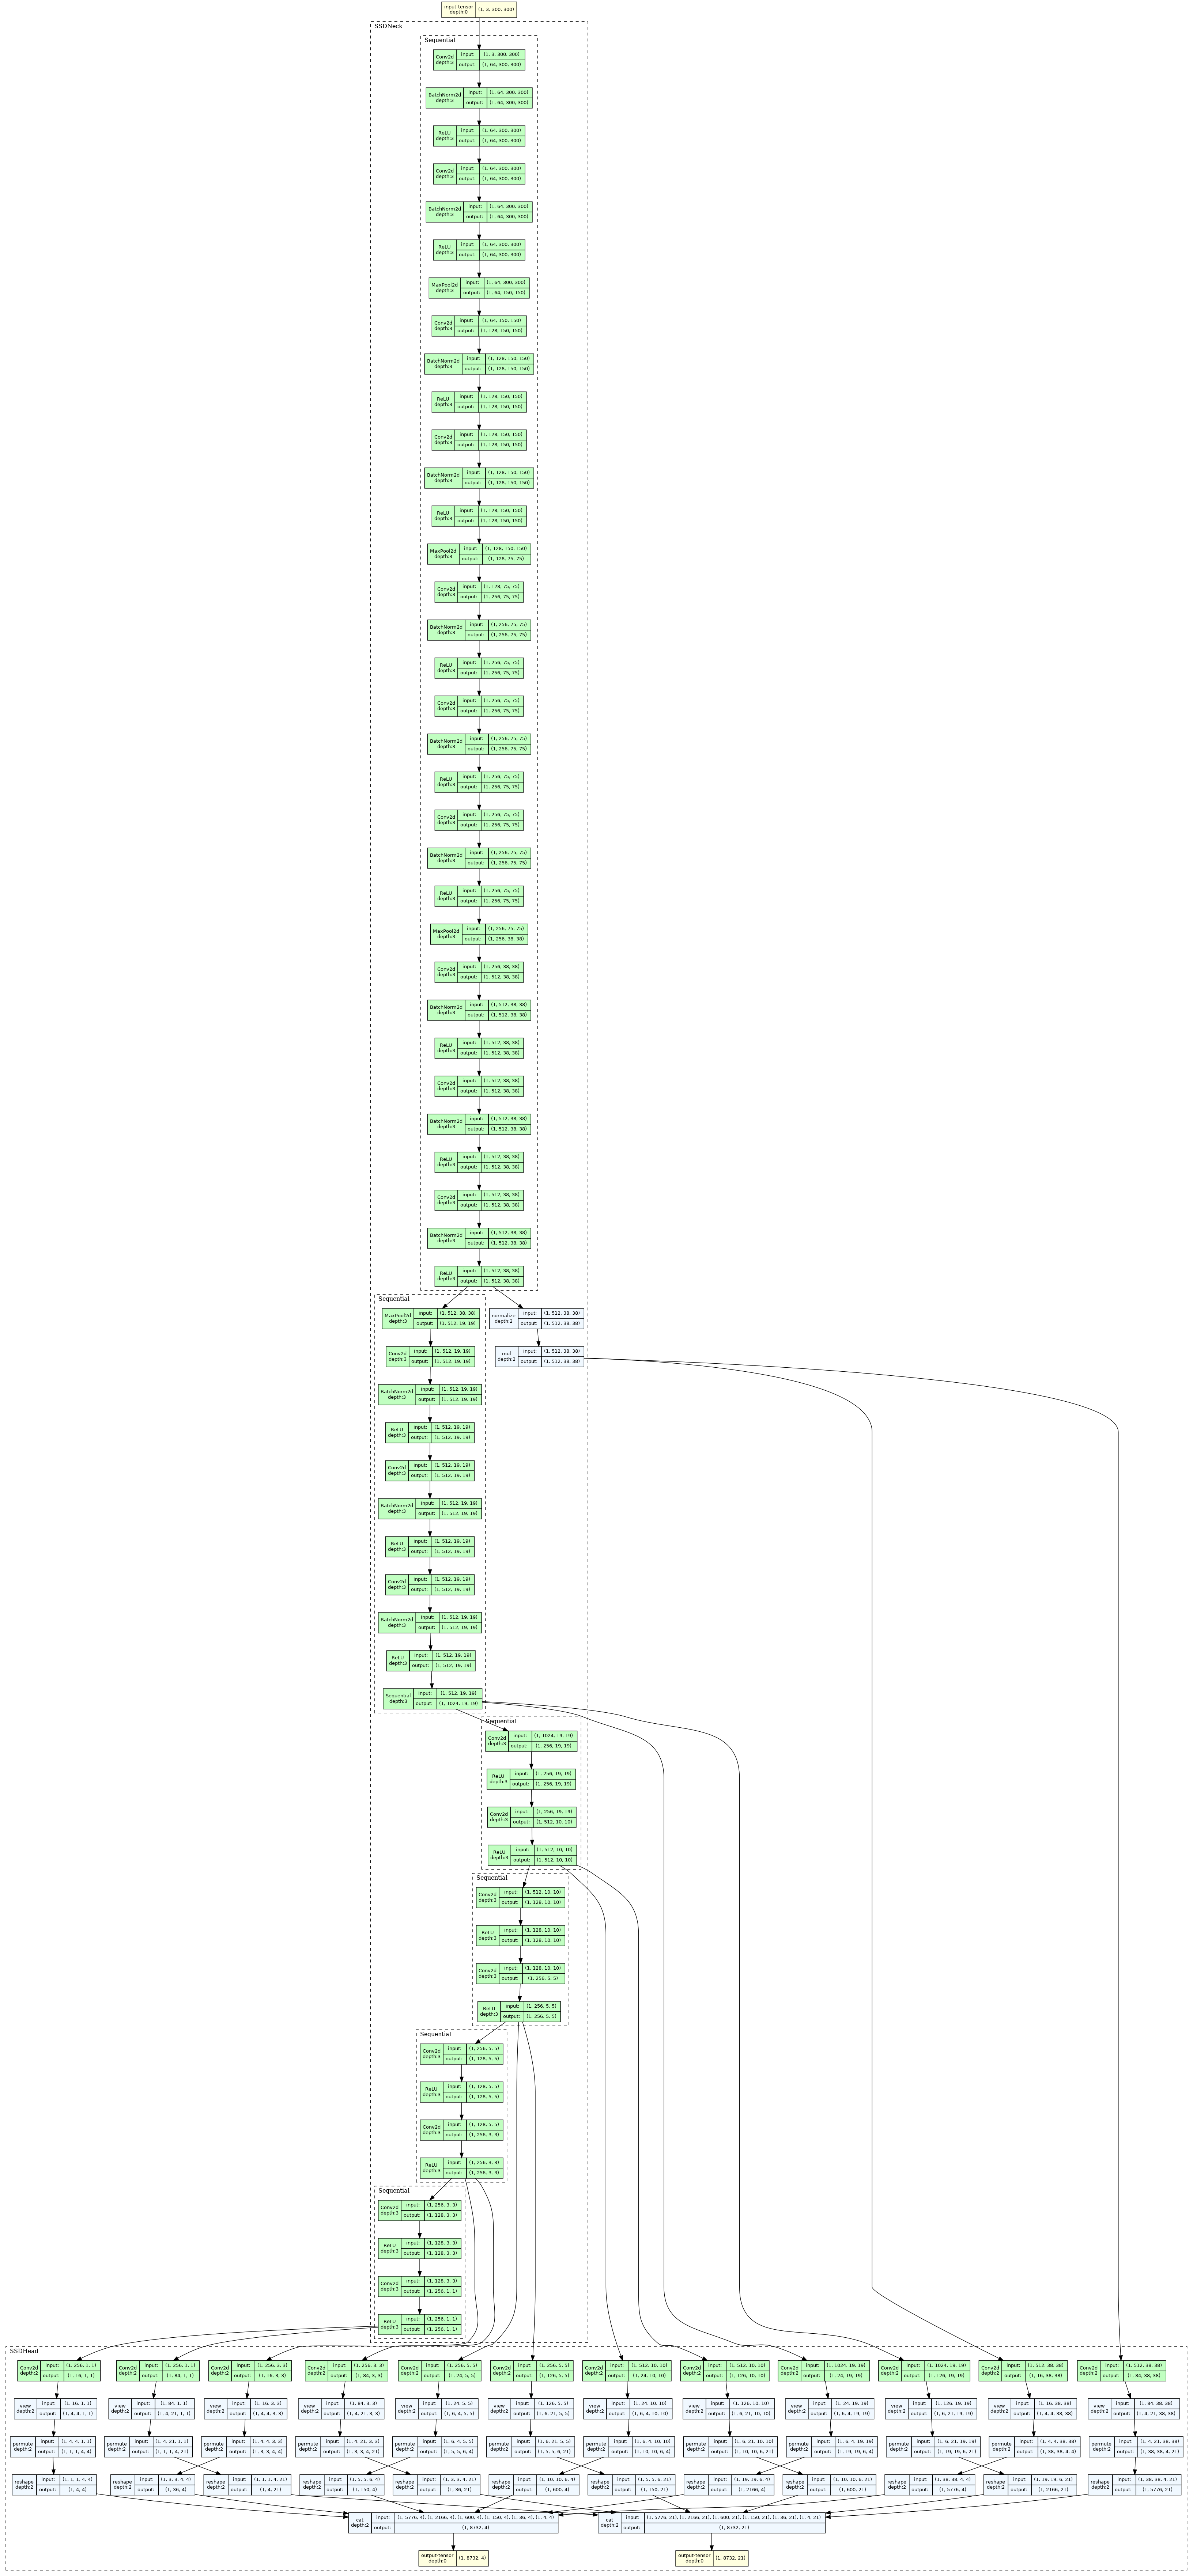 input-tensor
depth:0 (1, 3, 300, 300)
SSDNeck
Sequential
Conv2d input: (1, 3, 300, 300)
depth:3 output: (1, 64, 300, 300)
BatchNorm2d input: (1, 64, 300, 300)
depth:3 output: (1, 64, 300, 300)
ReLU input: (1, 64, 300, 300)
depth:3 output: (1, 64, 300, 300)
Conv2d input: (1, 64, 300, 300)
depth:3 output: (1, 64, 300, 300)
BatchNorm2d input: (1, 64, 300, 300)
depth:3 output: (1, 64, 300, 300)
ReLU input: (1, 64, 300, 300)
depth:3 output: (1, 64, 300, 300)
MaxPool2d input: (1, 64, 300, 300)
depth:3 output: (1, 64, 150, 150)
Conv2d input: (1, 64, 150, 150)
depth:3 output: (1, 128, 150, 150)
BatchNorm2d input: (1, 128, 150, 150)
depth:3 output: (1, 128, 150, 150)
ReLU input: (1, 128, 150, 150)
depth:3 output: (1, 128, 150, 150)
Conv2d input: (1, 128, 150, 150)
depth:3 output: (1, 128, 150, 150)
BatchNorm2d input: (1, 128, 150, 150)
depth:3 output: (1, 128, 150, 150)
ReLU input: (1, 128, 150, 150)
depth:3 output: (1, 128, 150, 150)
MaxPool2d input: (1, 128, 150, 150)
depth:3 output: (1, 128, 75, 75)
Conv2d input: (1, 128, 75, 75)
depth:3 output: (1, 256, 75, 75)
BatchNorm2d input: (1, 256, 75, 75)
depth:3 output: (1, 256, 75, 75)
ReLU input: (1, 256, 75, 75)
depth:3 output: (1, 256, 75, 75)
Conv2d input: (1, 256, 75, 75)
depth:3 output: (1, 256, 75, 75)
BatchNorm2d input: (1, 256, 75, 75)
depth:3 output: (1, 256, 75, 75)
ReLU input: (1, 256, 75, 75)
depth:3 output: (1, 256, 75, 75)
Conv2d input: (1, 256, 75, 75)
depth:3 output: (1, 256, 75, 75)
BatchNorm2d input: (1, 256, 75, 75)
depth:3 output: (1, 256, 75, 75)
ReLU input: (1, 256, 75, 75)
depth:3 output: (1, 256, 75, 75)
MaxPool2d input: (1, 256, 75, 75)
depth:3 output: (1, 256, 38, 38)
Conv2d input: (1, 256, 38, 38)
depth:3 output: (1, 512, 38, 38)
BatchNorm2d input: (1, 512, 38, 38)
depth:3 output: (1, 512, 38, 38)
ReLU input: (1, 512, 38, 38)
depth:3 output: (1, 512, 38, 38)
Conv2d input: (1, 512, 38, 38)
depth:3 output: (1, 512, 38, 38)
BatchNorm2d input: (1, 512, 38, 38)
depth:3 output: (1, 512, 38, 38)
ReLU input: (1, 512, 38, 38)
depth:3 output: (1, 512, 38, 38)
Conv2d input: (1, 512, 38, 38)
depth:3 output: (1, 512, 38, 38)
BatchNorm2d input: (1, 512, 38, 38)
depth:3 output: (1, 512, 38, 38)
ReLU input: (1, 512, 38, 38)
depth:3 output: (1, 512, 38, 38)
Sequential
MaxPool2d input: (1, 512, 38, 38) normalize input: (1, 512, 38, 38)
depth:3 output: (1, 512, 19, 19) depth:2 output: (1, 512, 38, 38)
Conv2d input: (1, 512, 19, 19) mul input: (1, 512, 38, 38)
depth:3 output: (1, 512, 19, 19) depth:2 output: (1, 512, 38, 38)
BatchNorm2d input: (1, 512, 19, 19)
depth:3 output: (1, 512, 19, 19)
ReLU input: (1, 512, 19, 19)
depth:3 output: (1, 512, 19, 19)
Conv2d input: (1, 512, 19, 19)
depth:3 output: (1, 512, 19, 19)
BatchNorm2d input: (1, 512, 19, 19)
depth:3 output: (1, 512, 19, 19)
ReLU input: (1, 512, 19, 19)
depth:3 output: (1, 512, 19, 19)
Conv2d input: (1, 512, 19, 19)
depth:3 output: (1, 512, 19, 19)
BatchNorm2d input: (1, 512, 19, 19)
depth:3 output: (1, 512, 19, 19)
ReLU input: (1, 512, 19, 19)
depth:3 output: (1, 512, 19, 19)
Sequential input: (1, 512, 19, 19)
depth:3 output: (1, 1024, 19, 19)
Sequential
Conv2d input: (1, 1024, 19, 19)
depth:3 output: (1, 256, 19, 19)
ReLU input: (1, 256, 19, 19)
depth:3 output: (1, 256, 19, 19)
Conv2d input: (1, 256, 19, 19)
depth:3 output: (1, 512, 10, 10)
ReLU input: (1, 512, 10, 10)
depth:3 output: (1, 512, 10, 10)
Sequential
Conv2d input: (1, 512, 10, 10)
depth:3 output: (1, 128, 10, 10)
ReLU input: (1, 128, 10, 10)
depth:3 output: (1, 128, 10, 10)
Conv2d input: (1, 128, 10, 10)
depth:3 output: (1, 256, 5, 5)
ReLU input: (1, 256, 5, 5)
depth:3 output: (1, 256, 5, 5)
Sequential
Conv2d input: (1, 256, 5, 5)
depth:3 output: (1, 128, 5, 5)
ReLU input: (1, 128, 5, 5)
depth:3 output: (1, 128, 5, 5)
Conv2d input: (1, 128, 5, 5)
depth:3 output: (1, 256, 3, 3)
ReLU input: (1, 256, 3, 3)
depth:3 output: (1, 256, 3, 3)
Sequential
Conv2d input: (1, 256, 3, 3)
depth:3 output: (1, 128, 3, 3)
ReLU input: (1, 128, 3, 3)
depth:3 output: (1, 128, 3, 3)
Conv2d input: (1, 128, 3, 3)
depth:3 output: (1, 256, 1, 1)
ReLU input: (1, 256, 1, 1)
depth:3 output: (1, 256, 1, 1)
SSDHead
Conv2d input: (1, 256, 1, 1) Conv2d input: (1, 256, 1, 1) Conv2d input: (1, 256, 3, 3) Conv2d input: (1, 256, 3, 3) Conv2d input: (1, 256, 5, 5) Conv2d input: (1, 256, 5, 5) Conv2d input: (1, 512, 10, 10) Conv2d input: (1, 512, 10, 10) Conv2d input: (1, 1024, 19, 19) Conv2d input: (1, 1024, 19, 19) Conv2d input: (1, 512, 38, 38) Conv2d input: (1, 512, 38, 38)
depth:2 output: (1, 16, 1, 1) depth:2 output: (1, 84, 1, 1) depth:2 output: (1, 16, 3, 3) depth:2 output: (1, 84, 3, 3) depth:2 output: (1, 24, 5, 5) depth:2 output: (1, 126, 5, 5) depth:2 output: (1, 24, 10, 10) depth:2 output: (1, 126, 10, 10) depth:2 output: (1, 24, 19, 19) depth:2 output: (1, 126, 19, 19) depth:2 output: (1, 16, 38, 38) depth:2 output: (1, 84, 38, 38)
view input: (1, 16, 1, 1) view input: (1, 84, 1, 1) view input: (1, 16, 3, 3) view input: (1, 84, 3, 3) view input: (1, 24, 5, 5) view input: (1, 126, 5, 5) view input: (1, 24, 10, 10) view input: (1, 126, 10, 10) view input: (1, 24, 19, 19) view input: (1, 126, 19, 19) view input: (1, 16, 38, 38) view input: (1, 84, 38, 38)
depth:2 output: (1, 4, 4, 1, 1) depth:2 output: (1, 4, 21, 1, 1) depth:2 output: (1, 4, 4, 3, 3) depth:2 output: (1, 4, 21, 3, 3) depth:2 output: (1, 6, 4, 5, 5) depth:2 output: (1, 6, 21, 5, 5) depth:2 output: (1, 6, 4, 10, 10) depth:2 output: (1, 6, 21, 10, 10) depth:2 output: (1, 6, 4, 19, 19) depth:2 output: (1, 6, 21, 19, 19) depth:2 output: (1, 4, 4, 38, 38) depth:2 output: (1, 4, 21, 38, 38)
permute input: (1, 4, 4, 1, 1) permute input: (1, 4, 21, 1, 1) permute input: (1, 4, 4, 3, 3) permute input: (1, 4, 21, 3, 3) permute input: (1, 6, 4, 5, 5) permute input: (1, 6, 21, 5, 5) permute input: (1, 6, 4, 10, 10) permute input: (1, 6, 21, 10, 10) permute input: (1, 6, 4, 19, 19) permute input: (1, 6, 21, 19, 19) permute input: (1, 4, 4, 38, 38) permute input: (1, 4, 21, 38, 38)
depth:2 output: (1, 1, 1, 4, 4) depth:2 output: (1, 1, 1, 4, 21) depth:2 output: (1, 3, 3, 4, 4) depth:2 output: (1, 3, 3, 4, 21) depth:2 output: (1, 5, 5, 6, 4) depth:2 output: (1, 5, 5, 6, 21) depth:2 output: (1, 10, 10, 6, 4) depth:2 output: (1, 10, 10, 6, 21) depth:2 output: (1, 19, 19, 6, 4) depth:2 output: (1, 19, 19, 6, 21) depth:2 output: (1, 38, 38, 4, 4) depth:2 output: (1, 38, 38, 4, 21)
reshape input: (1, 1, 1, 4, 4) reshape input: (1, 3, 3, 4, 4) reshape input: (1, 1, 1, 4, 21) reshape input: (1, 5, 5, 6, 4) reshape input: (1, 3, 3, 4, 21) reshape input: (1, 10, 10, 6, 4) reshape input: (1, 5, 5, 6, 21) reshape input: (1, 19, 19, 6, 4) reshape input: (1, 10, 10, 6, 21) reshape input: (1, 38, 38, 4, 4) reshape input: (1, 19, 19, 6, 21) reshape input: (1, 38, 38, 4, 21)
depth:2 output: (1, 4, 4) depth:2 output: (1, 36, 4) depth:2 output: (1, 4, 21) depth:2 output: (1, 150, 4) depth:2 output: (1, 36, 21) depth:2 output: (1, 600, 4) depth:2 output: (1, 150, 21) depth:2 output: (1, 2166, 4) depth:2 output: (1, 600, 21) depth:2 output: (1, 5776, 4) depth:2 output: (1, 2166, 21) depth:2 output: (1, 5776, 21)
cat input: (1, 5776, 4), (1, 2166, 4), (1, 600, 4), (1, 150, 4), (1, 36, 4), (1, 4, 4) cat input: (1, 5776, 21), (1, 2166, 21), (1, 600, 21), (1, 150, 21), (1, 36, 21), (1, 4, 21)
depth:2 output: (1, 8732, 4) depth:2 output: (1, 8732, 21)
output-tensor output-tensor
depth:0 (1, 8732, 4) depth:0 (1, 8732, 21)